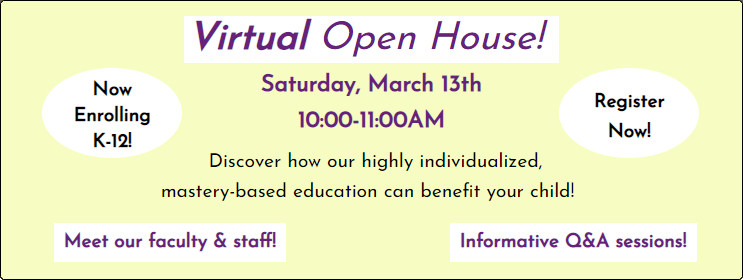 Virtual Open House!
Saturday, March 13th
10:00-11:00AM
Now
Enrolling
K-12!
Register
Now!
Discover how our highly individualized,
mastery-based education can benefit your child!
Meet our faculty & staff!
Informative Q&A sessions!